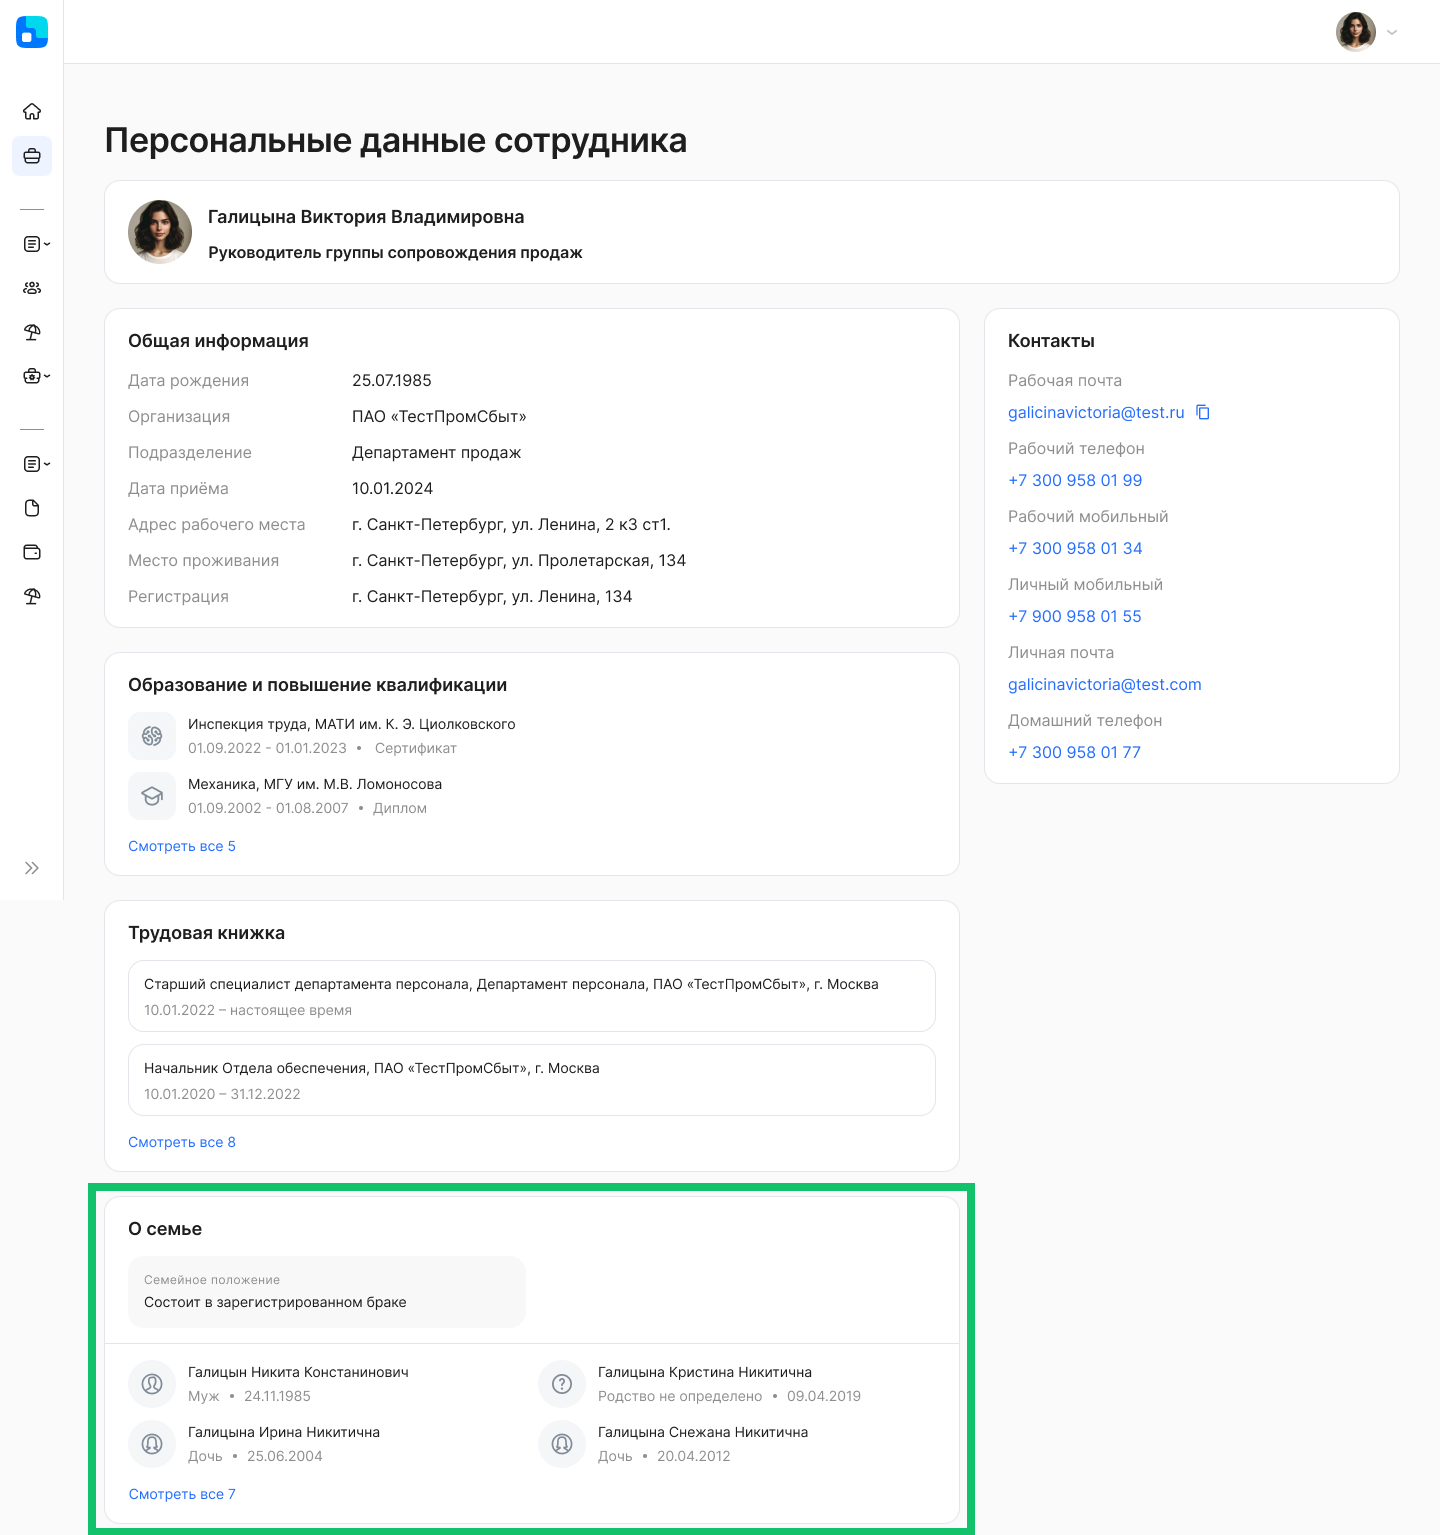 Персональные данные сотрудника
Галицына Виктория Владимировна
Руководитель группы сопровождения продаж
Общая информация
Дата рождения 25.07.1985
Организация ПАО «ТестПромСбыт»
Подразделение Департамент продаж
Дата приёма 10.01.2024
Адрес рабочего места г. Санкт-Петербург, ул. Ленина, 2 к3 ст1.
Место проживания г. Санкт-Петербург, ул. Пролетарская, 134
Регистрация г. Санкт-Петербург, ул. Ленина, 134
Контакты
Рабочая почта
galicinavictoria@test.ru
Рабочий телефон
+7 300 958 01 99
Рабочий мобильный
+7 300 958 01 34
Личный мобильный
+7 900 958 01 55
Личная почта
galicinavictoria@test.com
Домашний телефон
+7 300 958 01 77
Образование и повышение квалификации
Инспекция труда, МАТИ им. К. Э. Циолковского
01.09.2022 - 01.01.2023 • Сертификат
Механика, МГУ им. М.В. Ломоносова
01.09.2002 - 01.08.2007 • Диплом
Смотреть все 5
Трудовая книжка
Старший специалист департамента персонала, Департамент персонала, ПАО «ТестПромСбыт», г. Москва
10.01.2022 – настоящее время
Начальник Отдела обеспечения, ПАО «ТестПромСбыт», г. Москва
10.01.2020 – 31.12.2022
Смотреть все 8
О семье
Семейное положение
Состоит в зарегистрированном браке
Галицын Никита Констанинович
Муж • 24.11.1985
Галицына Кристина Никитична
Родство не определено • 09.04.2019
Галицына Ирина Никитична
Дочь • 25.06.2004
Галицына Снежана Никитична
Дочь • 20.04.2012
Смотреть все 7